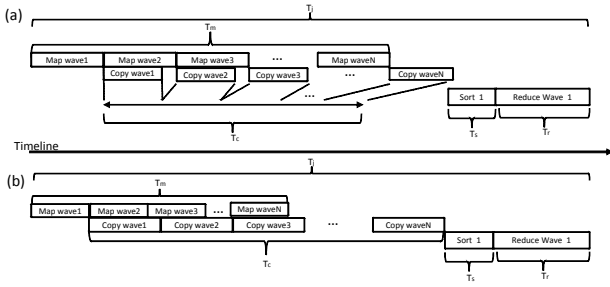 (a)
Tj
Tm
Map wave1 Map wave2 Map wave3 ... Map waveN
Copy wave1 Copy wave2 Copy wave3 ... Copy waveN
...
Sort 1 Reduce Wave 1
Tc
Ts Tr
Timeline
Tj
(b)
Tm
Map wave1 Map wave2 Map wave3 ... Map waveN
Copy wave1 Copy wave2 Copy wave3 ... Copy waveN
Sort 1 Reduce Wave 1
Tc
Ts Tr